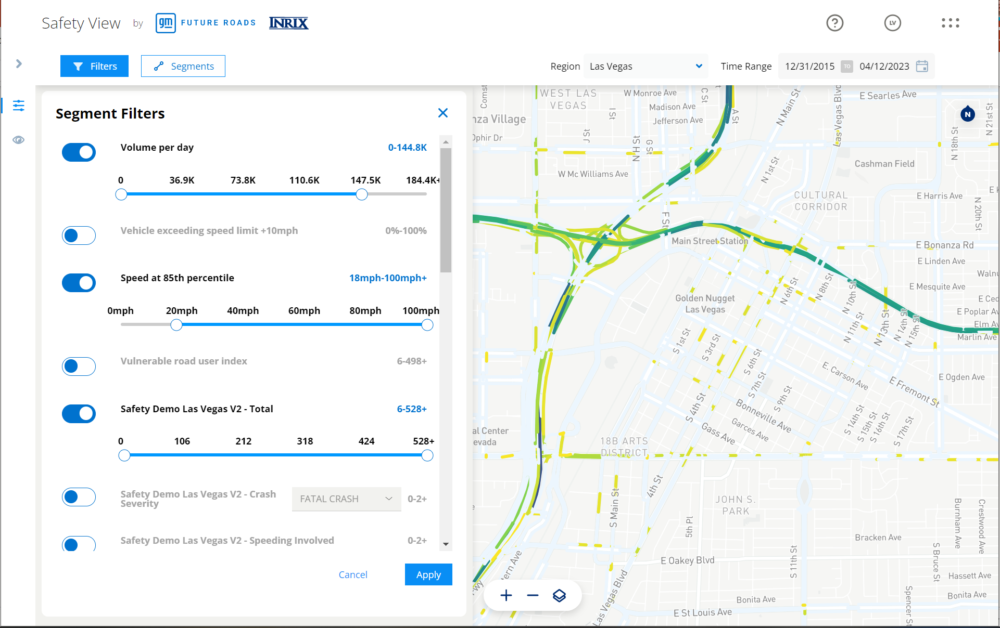 Safety View by gm FUTURE ROADS INRIX
LV
Filters
Segments
Region Las Vegas
Time Range 12/31/2015 TO 04/12/2023
Segment Filters
Volume per day 0-144.8K
0 36.9K 73.8K 110.6K 147.5K 184.4K+
Vehicle exceeding speed limit +10mph 0%-100%
Speed at 85th percentile 18mph-100mph+
0mph 20mph 40mph 60mph 80mph 100mph
Vulnerable road user index 6-498+
Safety Demo Las Vegas V2 - Total 6-528+
0 106 212 318 424 528+
Safety Demo Las Vegas V2 - Crash
Severity
FATAL CRASH
0-2+
Safety Demo Las Vegas V2 - Speeding Involved 0-2+
Cancel
Apply
WEST LAS
VEGAS
W Monroe Ave
Madison Ave
Jefferson Ave
C St
A St
I St
J St
N H St
G St
F St
N Main St
Las Vegas Blvd
E Searles Ave
N
N 21st St
N 18th St
nza Village
Ophir Dr
W Mc Williams Ave
N 1st St
Cashman Field
CULTURAL
CORRIDOR
E Harris Ave
N 20th St
Main Street Station
E Bonanza Rd
E Linden Ave
E Mesquite Ave
E Poplar Av
Elm Av
Marlin Ave
Golden Nugget
Las Vegas
N 6th St
N 8th St
N 10th St
N 11th St
N 13th St
N 14th St
N 15th St
S 1st St
S 3rd St
S 6th St
S 7th St
S 9th St
S 4th St
E. Carson Ave
E Fremont St
E Ogden Ave
Bonneville Ave
Garces Ave
Gass Ave
S 14th St
S 15th St
S 16th St
S 17th St
al Center
evada
18B ARTS
DISTRICT
4th St
S Main St
JOHN S.
PARK
5th Pl
Bracken Ave
Burnham Ave
Crestwood Ave
S Bruce St
E Oakey Blvd
S 11th St
Hassett Ave
Bonita Ave
Bonita Ave
Spencer St
E St Louis Ave
Las Vegas Blvd
tern Ave